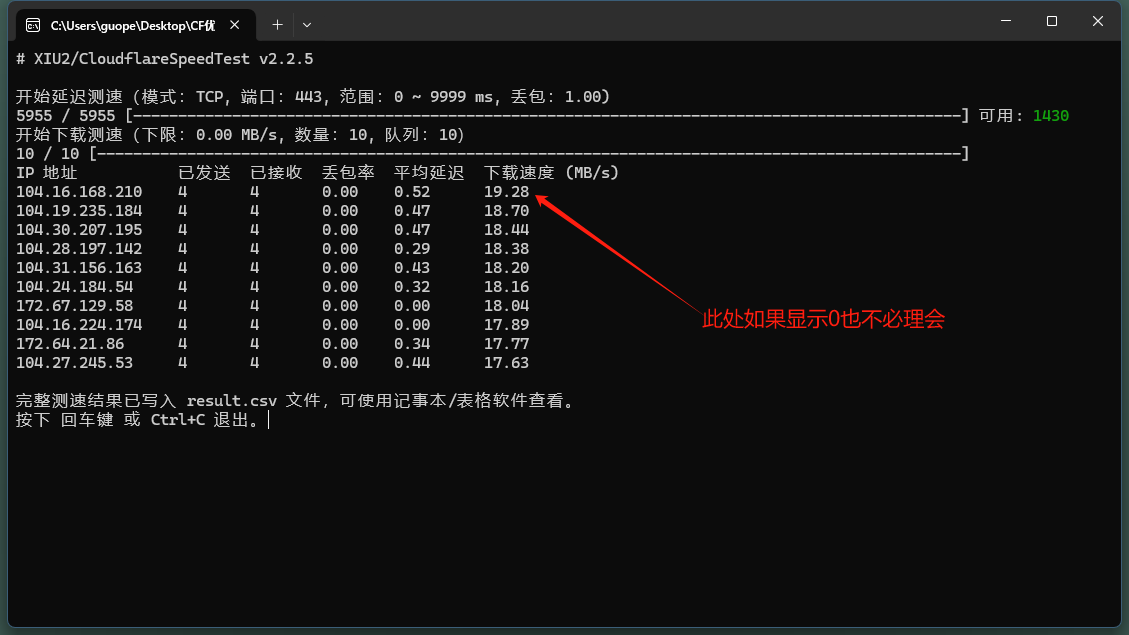 C:\Users\guope\Desktop\CF优
# XIU2/CloudflareSpeedTest v2.2.5
开始延迟测速（模式：TCP, 端口：443, 范围：0 ~ 9999 ms, 丢包：1.00)
5955 / 5955 [-----------------------------------------------------------------------------------------] 可用: 1430
开始下载测速（下限：0.00 MB/s, 数量：10, 队列：10)
10 / 10 [---------------------------------------------------------------------------------------------]
IP 地址 已发送 已接收 丢包率 平均延迟 下载速度 (MB/s)
104.16.168.210 4 4 0.00 0.52 19.28
104.19.235.184 4 4 0.00 0.47 18.70
104.30.207.195 4 4 0.00 0.47 18.44
104.28.197.142 4 4 0.00 0.29 18.38
104.31.156.163 4 4 0.00 0.43 18.20
104.24.184.54 4 4 0.00 0.32 18.16
172.67.129.58 4 4 0.00 0.00 18.04
此处如果显示0也不必理会
104.16.224.174 4 4 0.00 0.00 17.89
172.64.21.86 4 4 0.00 0.34 17.77
104.27.245.53 4 4 0.00 0.44 17.63
完整测速结果已写入 result.csv 文件，可使用记事本/表格软件查看。
按下 回车键 或 Ctrl+C 退出。